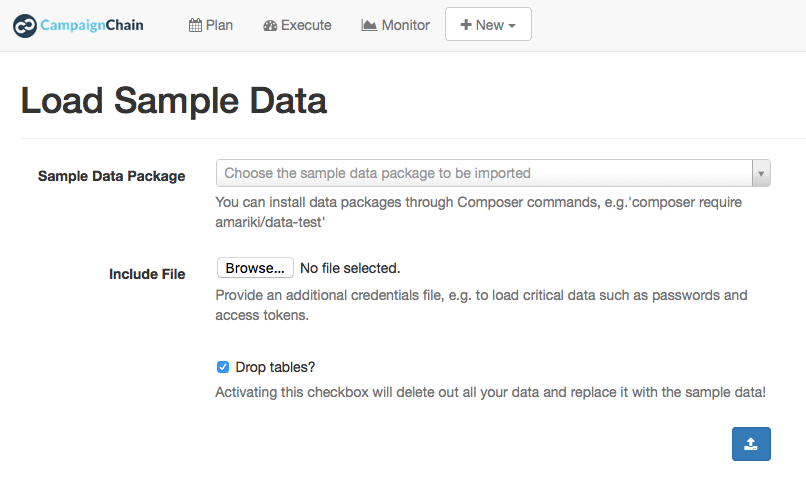 CampaignChain Plan Execute Monitor + New
Load Sample Data
Sample Data Package Choose the sample data package to be imported
You can install data packages through Composer commands, e.g.'composer require
amariki/data-test'
Include File Browse... No file selected.
Provide an additional credentials file, e.g. to load critical data such as passwords and
access tokens.
Drop tables?
Activating this checkbox will delete out all your data and replace it with the sample data!